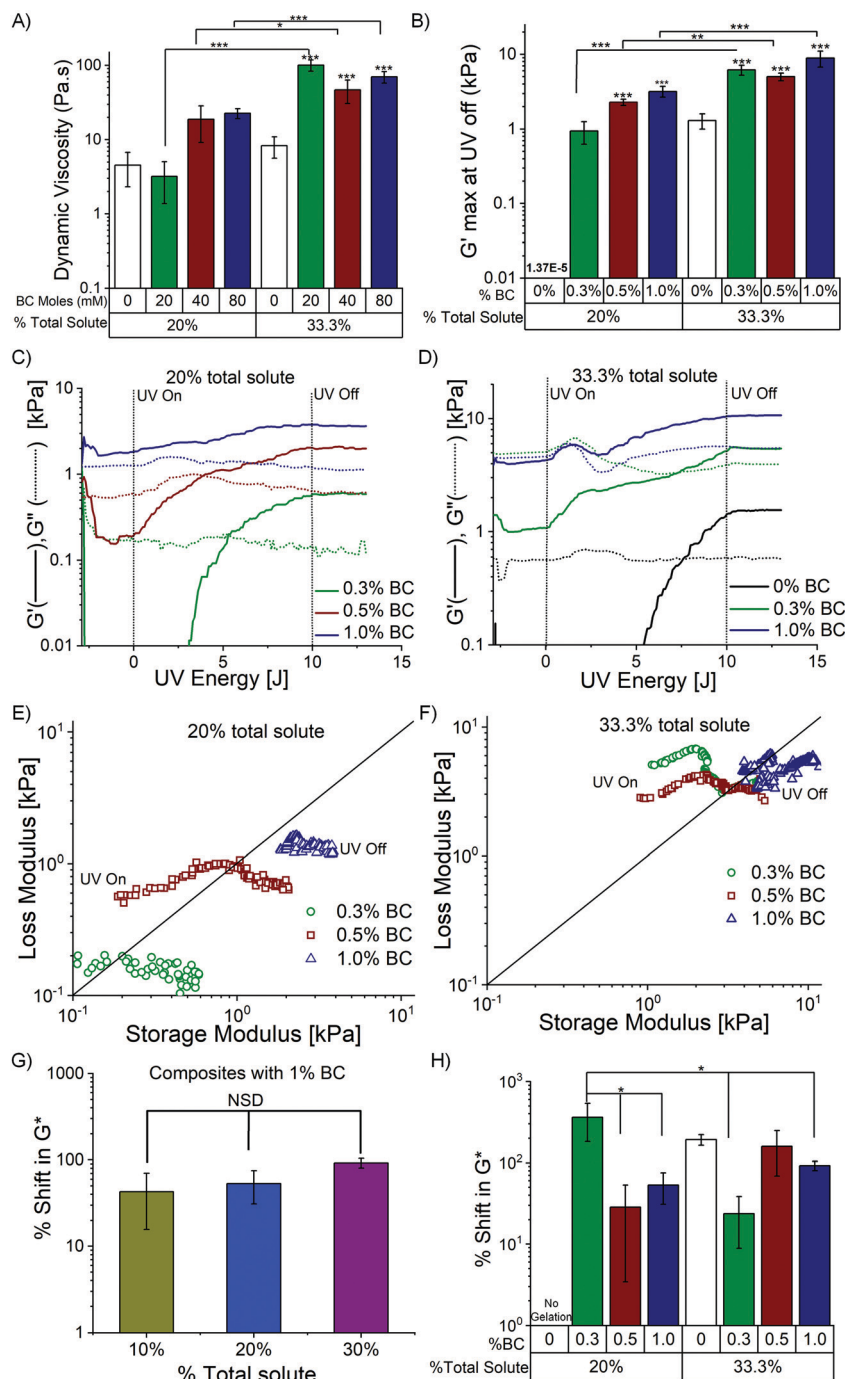 A)
Dynamic Viscosity (Pa.s)
100
10
1
0.1
***
*
***
***
***
***
***
BC Moles (mM)
0 20 40 80 0 20 40 80
% Total Solute
20% 33.3%
B)
G' max at UV off (kPa)
10
1
0.1
0.01
***
**
***
***
***
***
***
***
1.37E-5
% BC
0% 0.3% 0.5% 1.0% 0% 0.3% 0.5% 1.0%
% Total Solute
20% 33.3%
C)
20% total solute
UV On
UV Off
G'(——),G" (........) [kPa]
10
1
0.1
0.01
0 5 10 15
UV Energy [J]
0.3% BC
0.5% BC
1.0% BC
D)
33.3% total solute
UV On
UV Off
G'(——), G"(........) [kPa]
10
1
0.1
0 5 10 15
UV Energy [J]
0% BC
0.3% BC
1.0% BC
E)
20% total solute
Loss Modulus [kPa]
10¹
10⁰
10⁻¹
UV On
UV Off
0.3% BC
0.5% BC
1.0% BC
10⁻¹ 10⁰ 10¹
Storage Modulus [kPa]
F)
33.3% total solute
Loss Modulus [kPa]
10¹
10⁰
10⁻¹
UV On
UV Off
0.3% BC
0.5% BC
1.0% BC
10⁻¹ 10⁰ 10¹
Storage Modulus [kPa]
G)
Composites with 1% BC
NSD
% Shift in G*
1000
100
10
1
10% 20% 30%
% Total solute
H)
% Shift in G*
10³
10²
10¹
10⁰
*
*
No
Gelation
%BC
0 0.3 0.5 1.0 0 0.3 0.5 1.0
%Total Solute
20% 33.3%